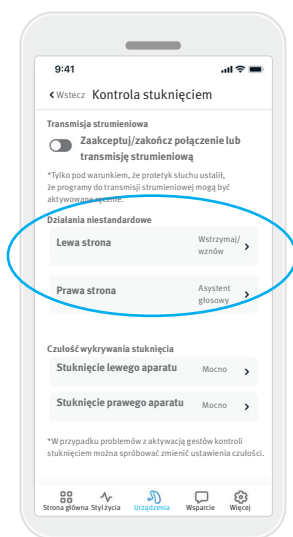 9:41
Wstecz Kontrola stuknięciem
Transmisja strumieniowa
Zaakceptuj/zakończ połączenie lub
transmisję strumieniową
*Tylko pod warunkiem, że protetyk słuchu ustalił,
że programy do transmisji strumieniowej mogą być
aktywowane ręcznie.
Działania niestandardowe
Lewa strona Wstrzymaj/
wznów
Prawa strona Asystent
głosowy
Czułość wykrywania stuknięcia
Stuknięcie lewego aparatu Mocno
Stuknięcie prawego aparatu Mocno
*W przypadku problemów z aktywacją gestów kontroli
stuknięciem można spróbować zmienić ustawienia czułości.
Strona główna Styl życia Urządzenia Wsparcie Więcej